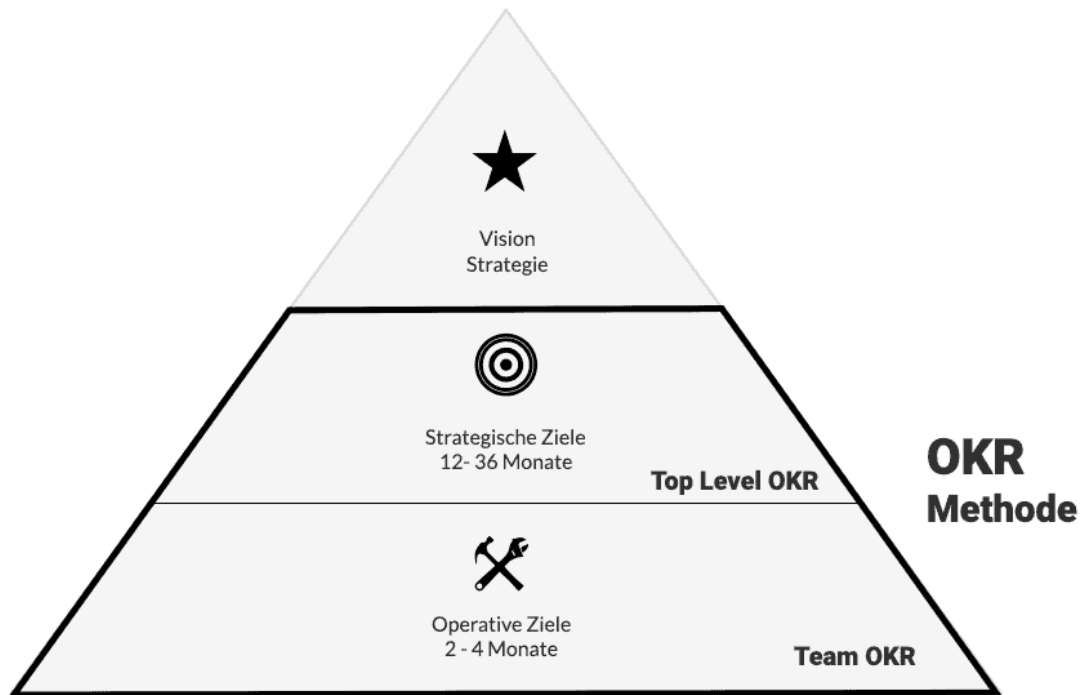 Vision
Strategie
Strategische Ziele
12- 36 Monate
Top Level OKR
OKR
Methode
Operative Ziele
2 - 4 Monate
Team OKR